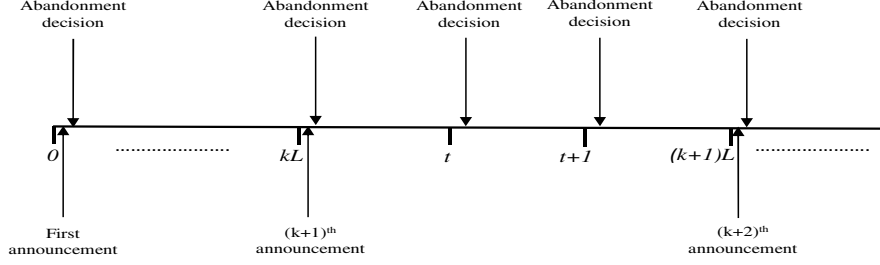 Abandonment
decision
Abandonment
decision
Abandonment
decision
Abandonment
decision
Abandonment
decision
0
kL
t
t+1
(k+1)L
First
announcement
(k+1)th
announcement
(k+2)th
announcement